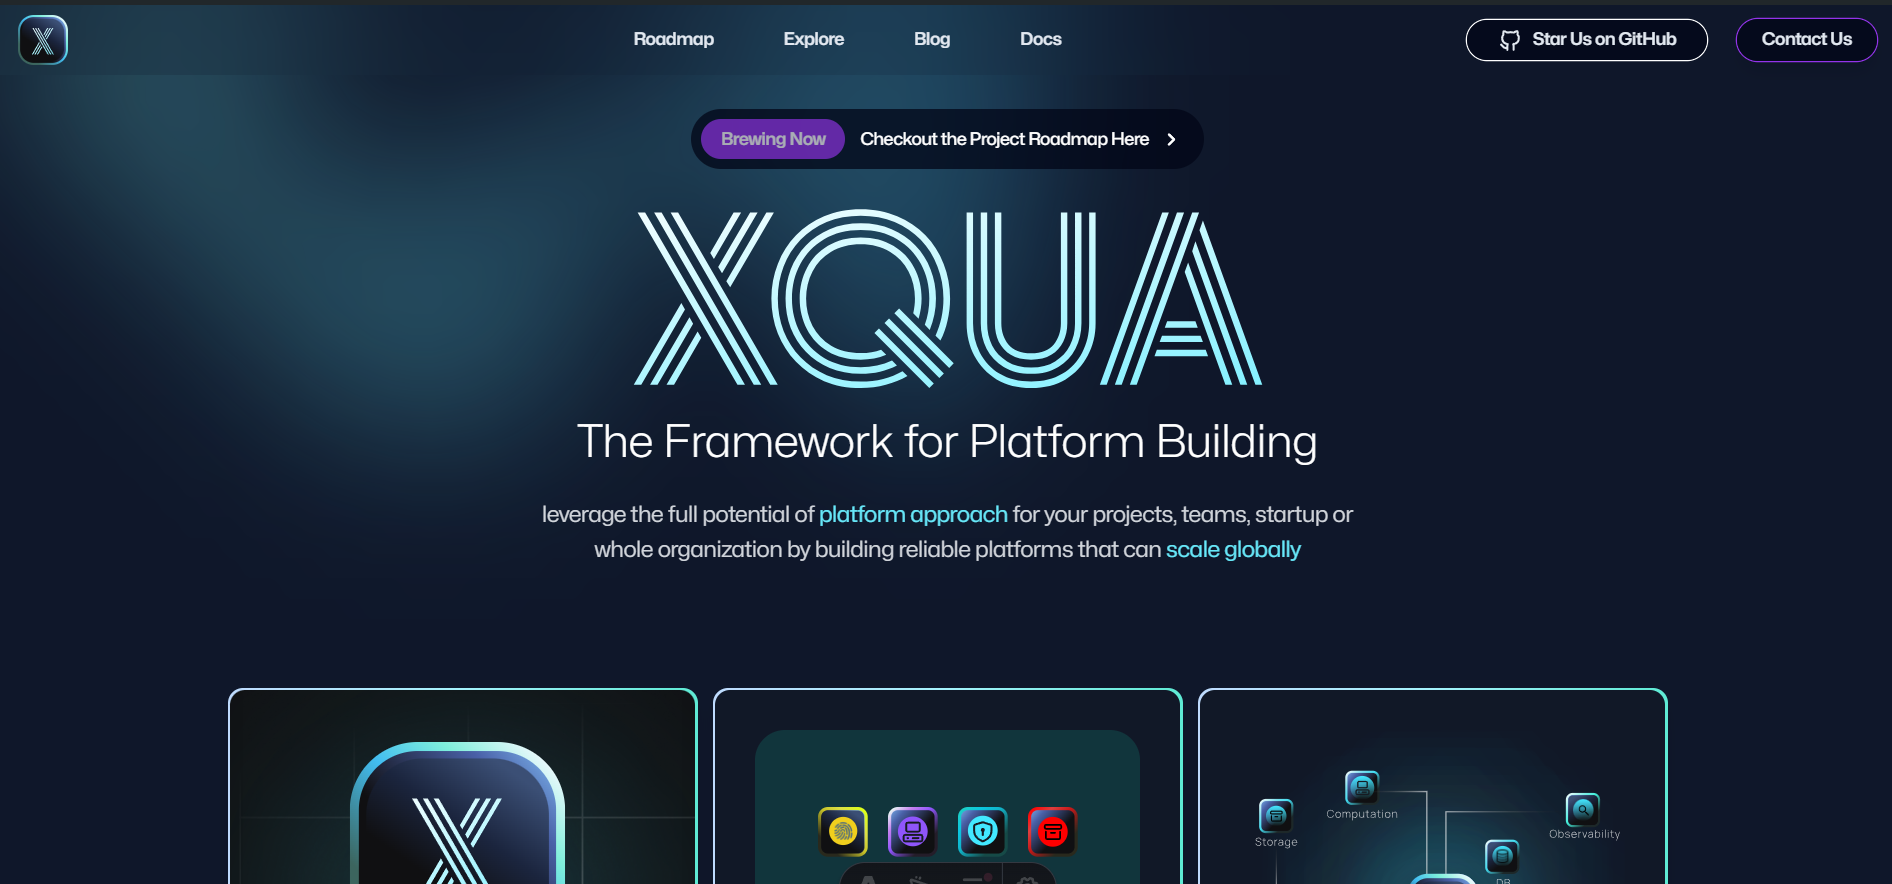 X
Roadmap
Explore
Blog
Docs
Star Us on GitHub
Contact Us
Brewing Now
Checkout the Project Roadmap Here
XQUA
The Framework for Platform Building
leverage the full potential of platform approach for your projects, teams, startup or
whole organization by building reliable platforms that can scale globally
X
Computation
Storage
Observability
DB